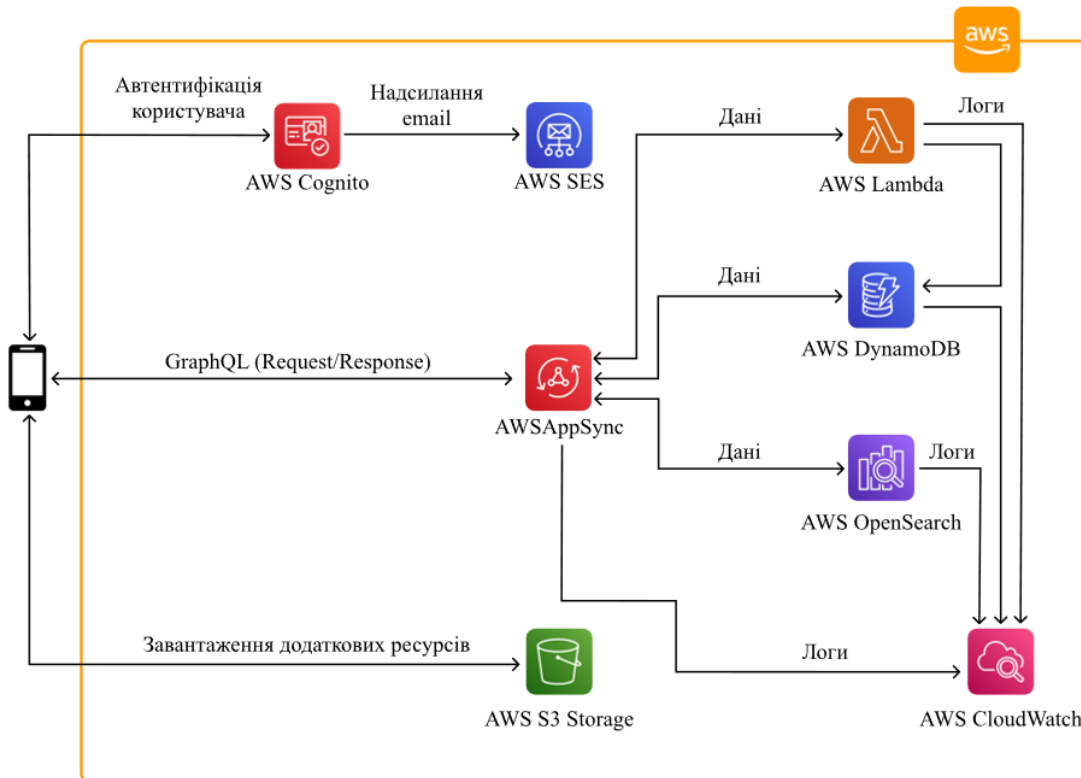 aws
Автентифікація
користувача
Надсилання
email
Дані
Логи
AWS Cognito
AWS SES
AWS Lambda
Дані
AWS DynamoDB
GraphQL (Request/Response)
AWSAppSync
Дані
Логи
AWS OpenSearch
Завантаження додаткових ресурсів
Логи
AWS S3 Storage
AWS CloudWatch